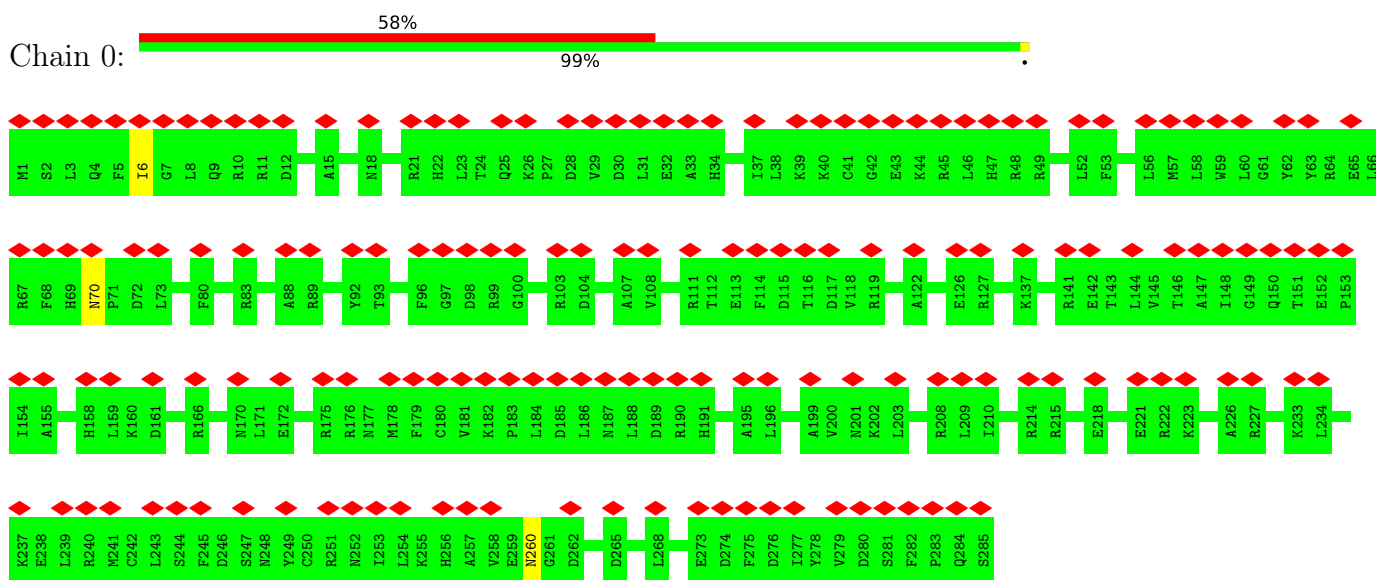 58%
Chain 0:
99%
.
M1 S2 L3 Q4 F5 I6 G7 L8 Q9 R10 R11 D12 A15 N18 R21 H22 L23 T24 Q25 K26 P27 D28 V29 D30 L31 E32 A33 H34 I37 L38 K39 K40 C41 G42 E43 K44 R45 L46 H47 R48 R49 L52 F53 L56 M57 L58 W59 L60 G61 Y62 Y63 R64 E65 L66
R67 F68 H69 N70 P71 D72 L73 F80 R83 A88 R89 Y92 T93 F96 G97 D98 R99 G100 R103 D104 A107 V108 R111 T112 E113 F114 D115 T116 D117 V118 R119 A122 E126 R127 K137 R141 E142 T143 L144 V145 T146 A147 I148 G149 Q150 T151 E152 P153
I154 A155 H158 L159 K160 D161 R166 N170 L171 E172 R175 R176 N177 M178 F179 C180 V181 K182 P183 L184 D185 L186 N187 L188 D189 R190 H191 A195 L196 A199 V200 N201 K202 L203 R208 L209 I210 R214 R215 E218 E221 R222 K223 A226 R227 K233 L234
K237 E238 L239 R240 M241 C242 L243 S244 F245 D246 S247 N248 Y249 C250 R251 N252 I253 L254 K255 H256 A257 V258 E259 N260 G261 D262 D265 L268 E273 D274 F275 D276 I277 Y278 V279 D280 S281 F282 P283 Q284 S285